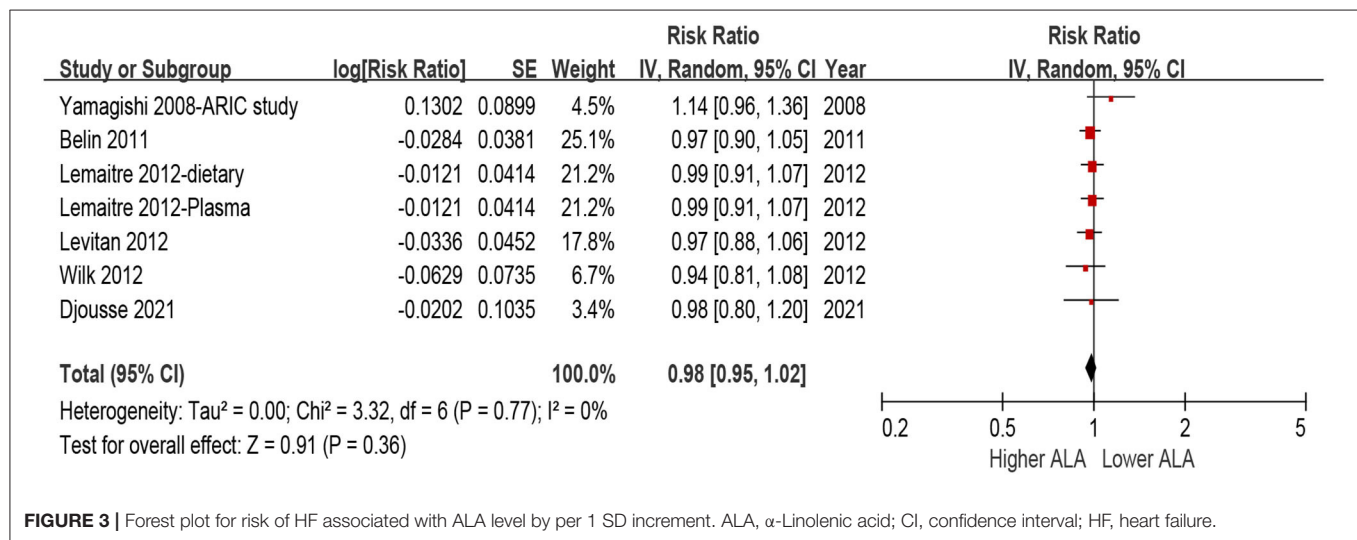 Risk Ratio Risk Ratio
Study or Subgroup log[Risk Ratio] SE Weight IV, Random, 95% CI Year IV, Random, 95% CI
Yamagishi 2008-ARIC study 0.1302 0.0899 4.5% 1.14 [0.96, 1.36] 2008
Belin 2011 -0.0284 0.0381 25.1% 0.97 [0.90, 1.05] 2011
Lemaitre 2012-dietary -0.0121 0.0414 21.2% 0.99 [0.91, 1.07] 2012
Lemaitre 2012-Plasma -0.0121 0.0414 21.2% 0.99 [0.91, 1.07] 2012
Levitan 2012 -0.0336 0.0452 17.8% 0.97 [0.88, 1.06] 2012
Wilk 2012 -0.0629 0.0735 6.7% 0.94 [0.81, 1.08] 2012
Djousse 2021 -0.0202 0.1035 3.4% 0.98 [0.80, 1.20] 2021
Total (95% CI) 100.0% 0.98 [0.95, 1.02]
Heterogeneity: Tau² = 0.00; Chi² = 3.32, df = 6 (P = 0.77); I² = 0%
Test for overall effect: Z = 0.91 (P = 0.36)
0.2 0.5 1 2 5
Higher ALA Lower ALA
FIGURE 3 | Forest plot for risk of HF associated with ALA level by per 1 SD increment. ALA, α-Linolenic acid; CI, confidence interval; HF, heart failure.